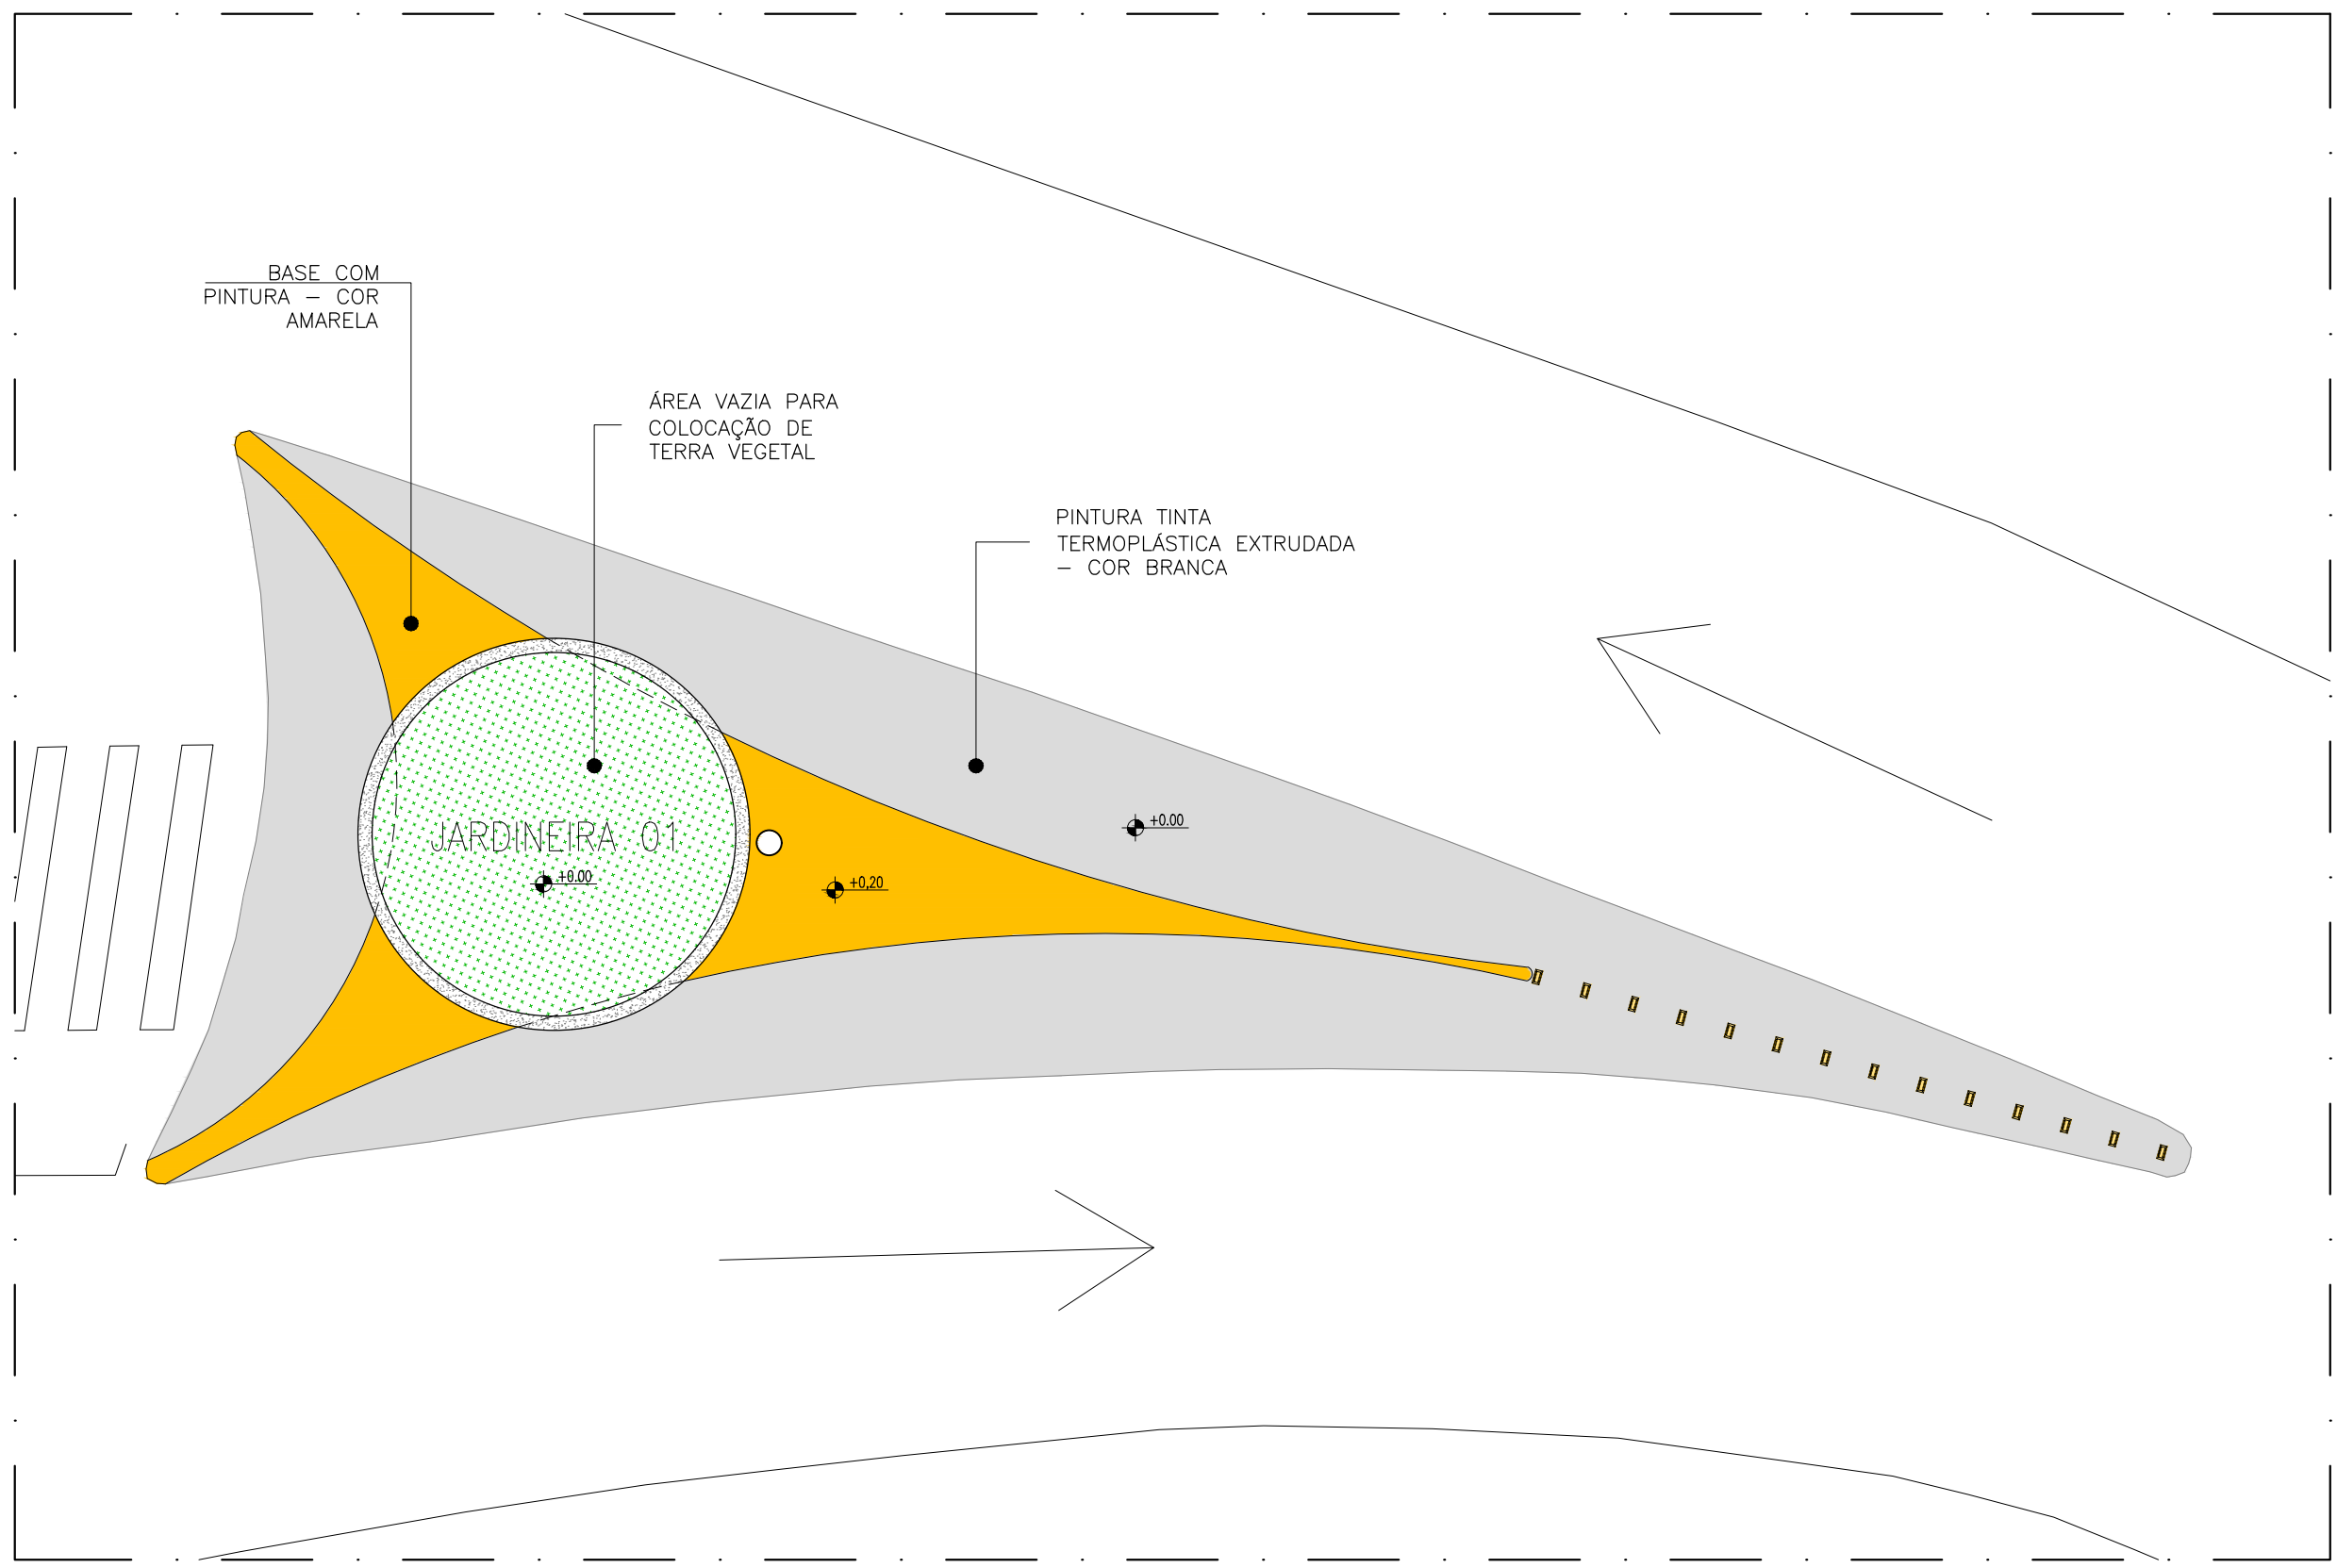 BASE COM
PINTURA – COR
AMARELA
ÁREA VAZIA PARA
COLOCAÇÃO DE
TERRA VEGETAL
PINTURA TINTA
TERMOPLÁSTICA EXTRUDADA
– COR BRANCA
+0.00
JARDINEIRA 01
+0.00
+0,20